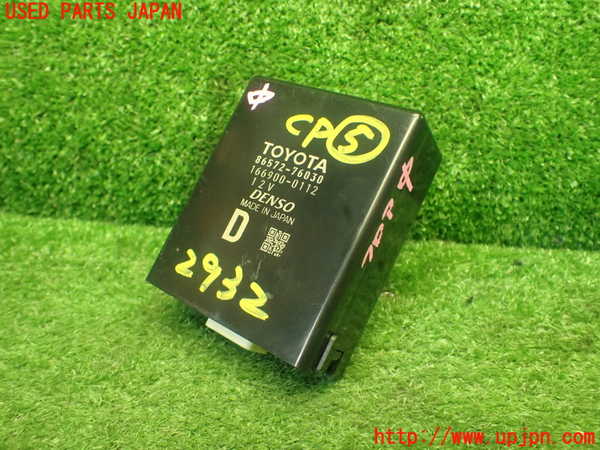 USED PARTS JAPAN
CP⑤
TOYOTA
86572-76030
166900-0112
12V
DENSO
MADE IN JAPAN
D
2932
http://www.upjpn.com/